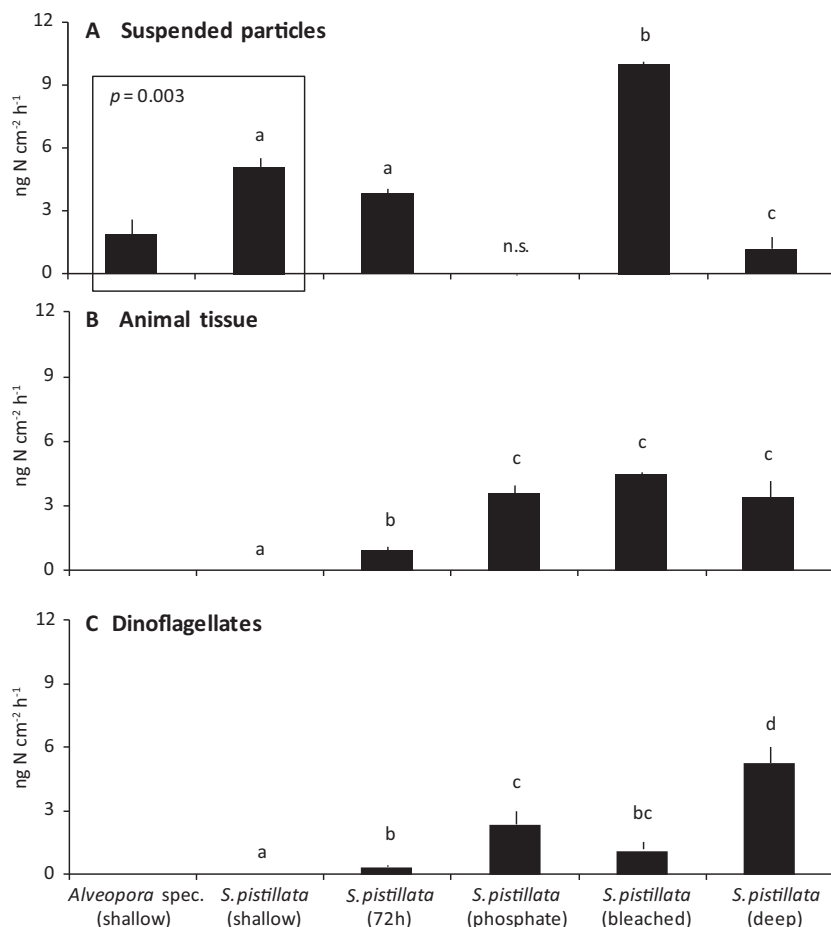 A Suspended particles
12
9
6
3
0
ng N cm⁻² h⁻¹
p = 0.003
a
a
n.s.
b
c
B Animal tissue
12
9
6
3
0
ng N cm⁻² h⁻¹
a
b
c
c
c
C Dinoflagellates
12
9
6
3
0
ng N cm⁻² h⁻¹
a
b
c
bc
d
Alveopora spec.
(shallow)
S.pistillata
(shallow)
S.pistillata
(72h)
S.pistillata
(phosphate)
S.pistillata
(bleached)
S.pistillata
(deep)